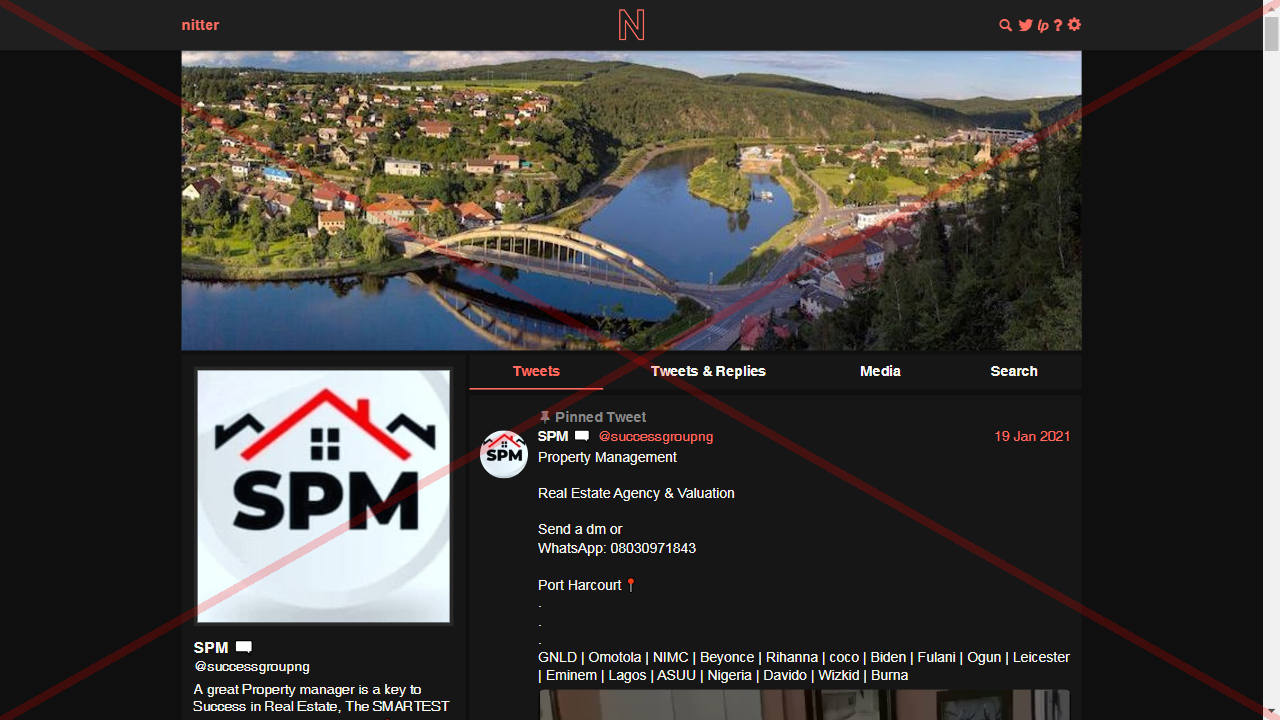 nitter
N
lp ?
Tweets
Tweets & Replies
Media
Search
SPM
SPM
@successgroupng
A great Property manager is a key to
Success in Real Estate, The SMARTEST
Pinned Tweet
SPM
SPM @successgroupng 19 Jan 2021
Property Management
Real Estate Agency & Valuation
Send a dm or
WhatsApp: 08030971843
Port Harcourt
.
.
.
GNLD | Omotola | NIMC | Beyonce | Rihanna | coco | Biden | Fulani | Ogun | Leicester
| Eminem | Lagos | ASUU | Nigeria | Davido | Wizkid | Burna